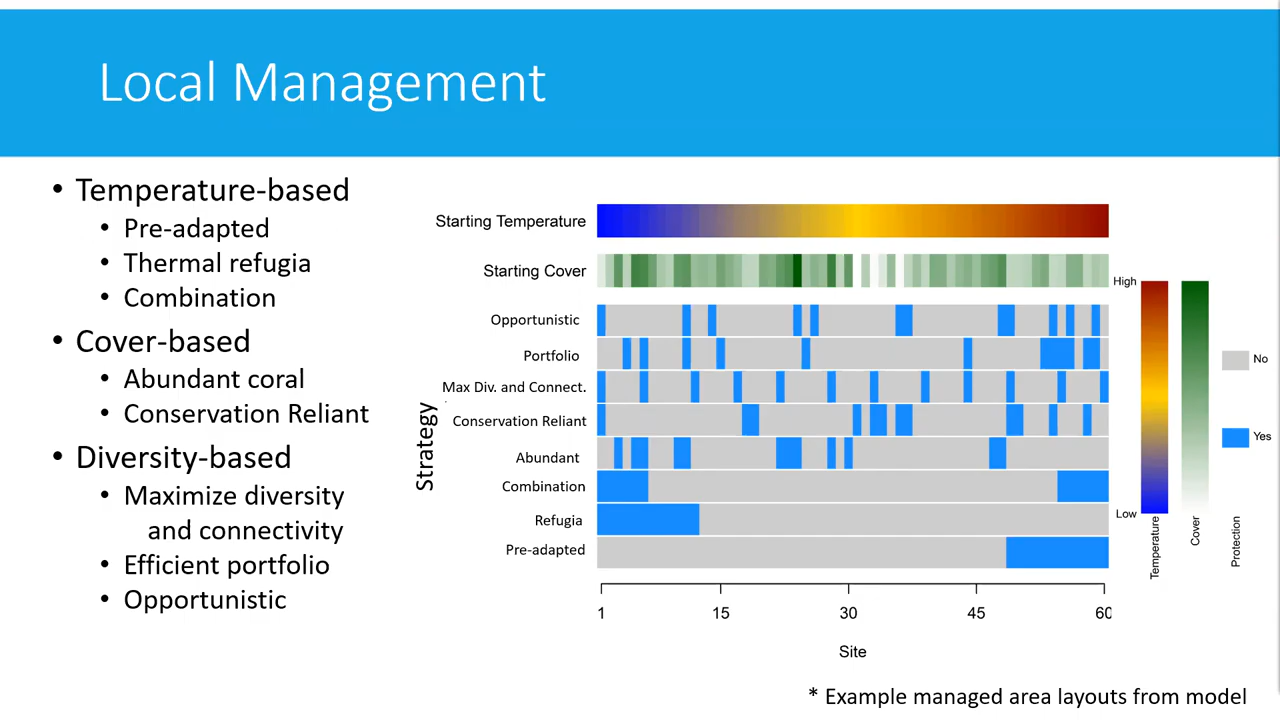 Local Management
• Temperature-based
• Pre-adapted
• Thermal refugia
• Combination
• Cover-based
• Abundant coral
• Conservation Reliant
• Diversity-based
• Maximize diversity
and connectivity
• Efficient portfolio
• Opportunistic
Starting Temperature
Starting Cover
Strategy
Opportunistic
Portfolio
Max Div. and Connect.
Conservation Reliant
Abundant
Combination
Refugia
Pre-adapted
1 15 30 45 60
Site
High
Low
Temperature
Cover
Protection
No
Yes
* Example managed area layouts from model